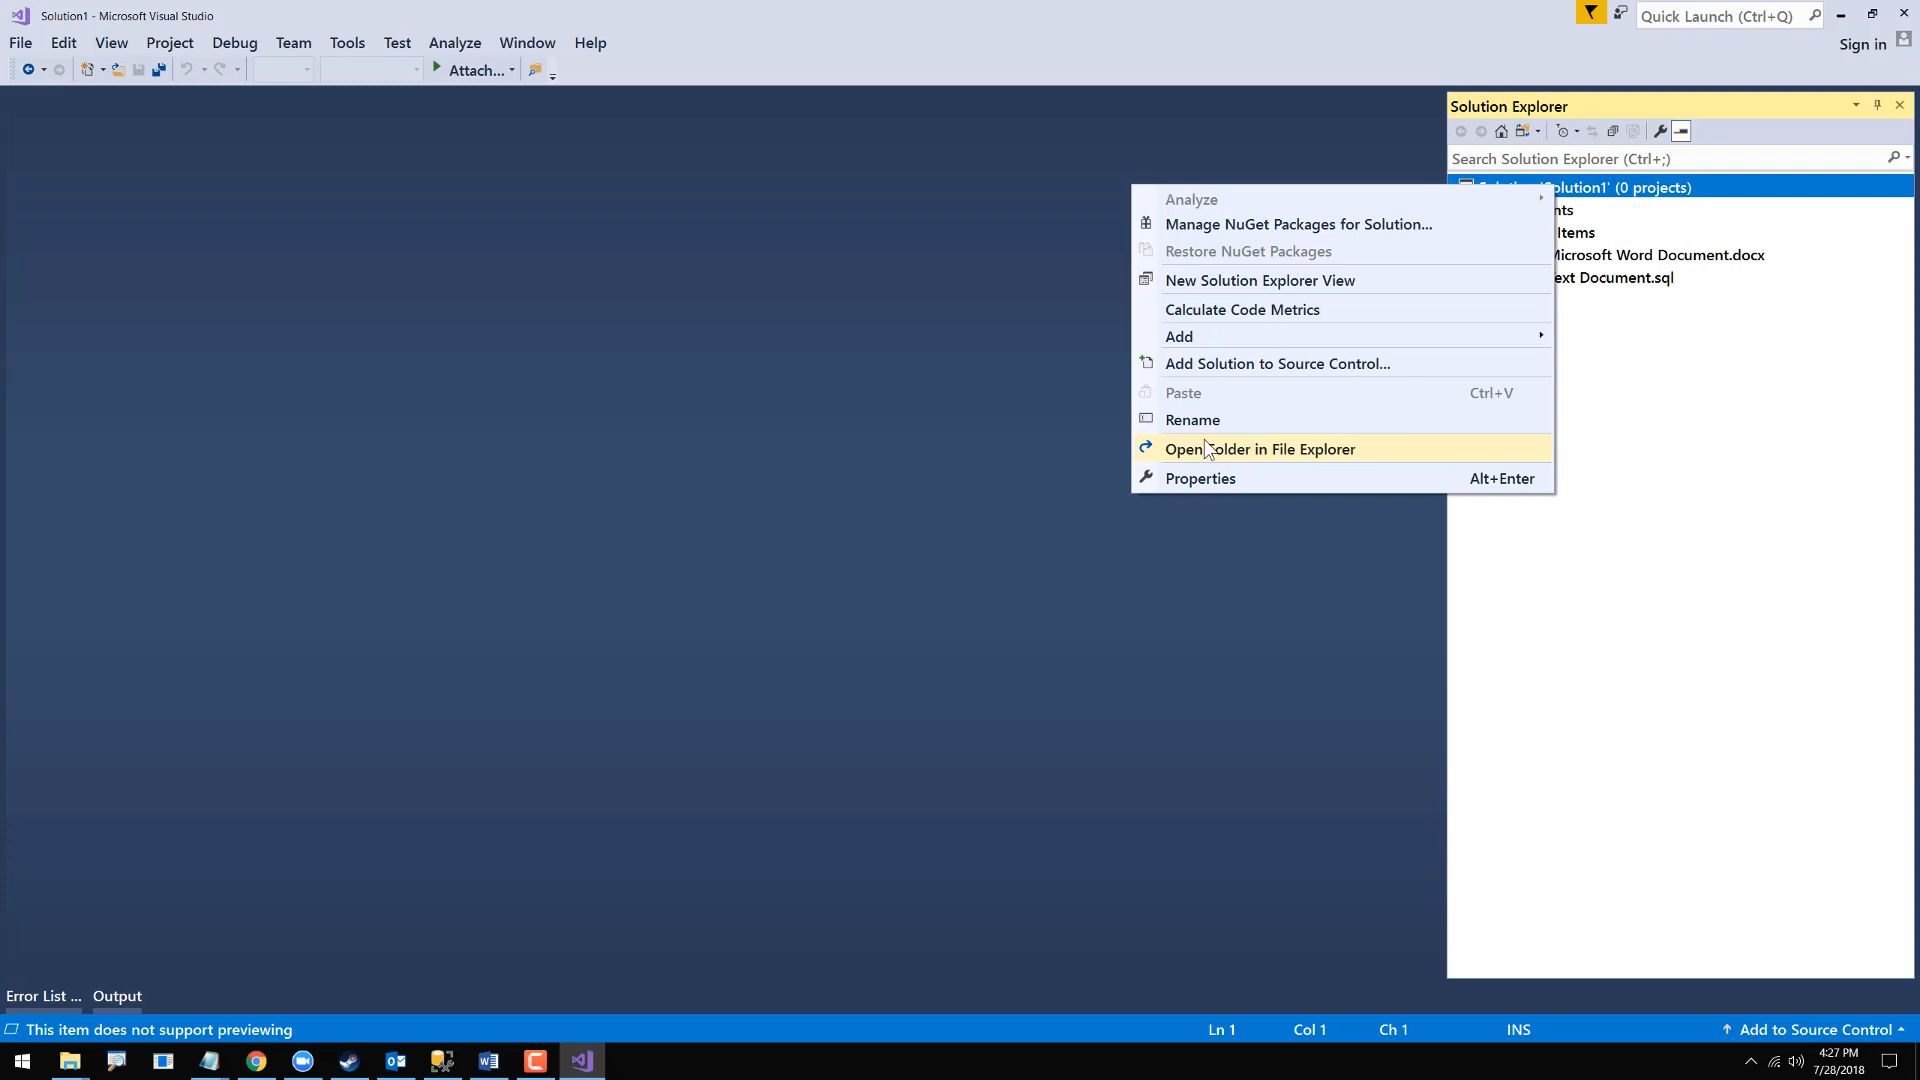 Solution1 - Microsoft Visual Studio
Quick Launch (Ctrl+Q)
File Edit View Project Debug Team Tools Test Analyze Window Help
Sign in
Attach...
Solution Explorer
Search Solution Explorer (Ctrl+;)
olution1' (0 projects)
nts
Items
Microsoft Word Document.docx
ext Document.sql
Analyze
Manage NuGet Packages for Solution...
Restore NuGet Packages
New Solution Explorer View
Calculate Code Metrics
Add
Add Solution to Source Control...
Paste Ctrl+V
Rename
Open Folder in File Explorer
Properties Alt+Enter
Error List ... Output
This item does not support previewing
Ln 1 Col 1 Ch 1 INS Add to Source Control
4:27 PM
7/28/2018